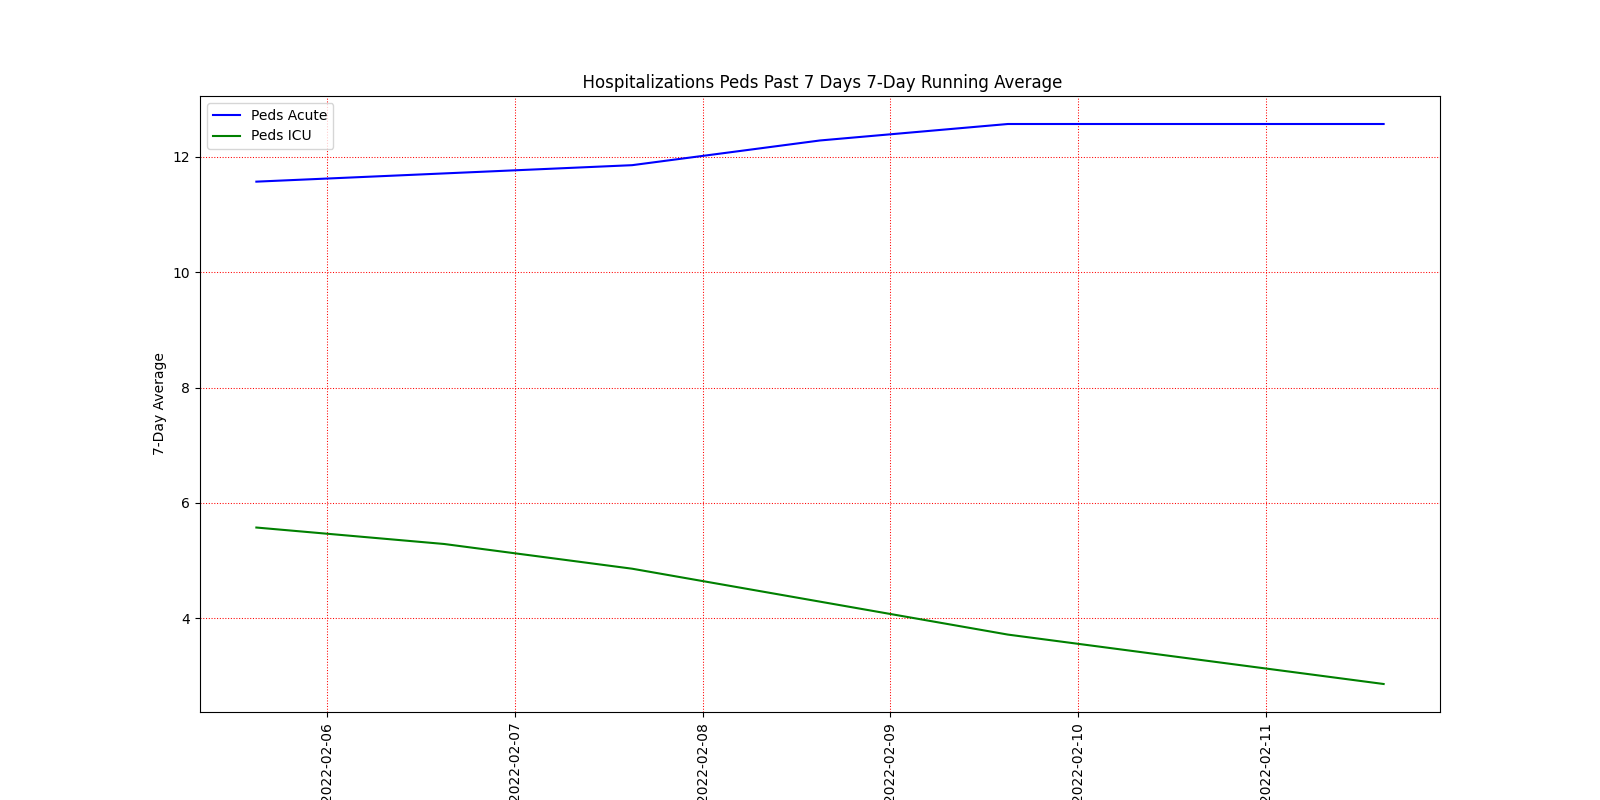 Hospitalizations Peds Past 7 Days 7-Day Running Average
Peds Acute
Peds ICU
12
10
8
6
4
7-Day Average
2022-02-06
2022-02-07
2022-02-08
2022-02-09
2022-02-10
2022-02-11